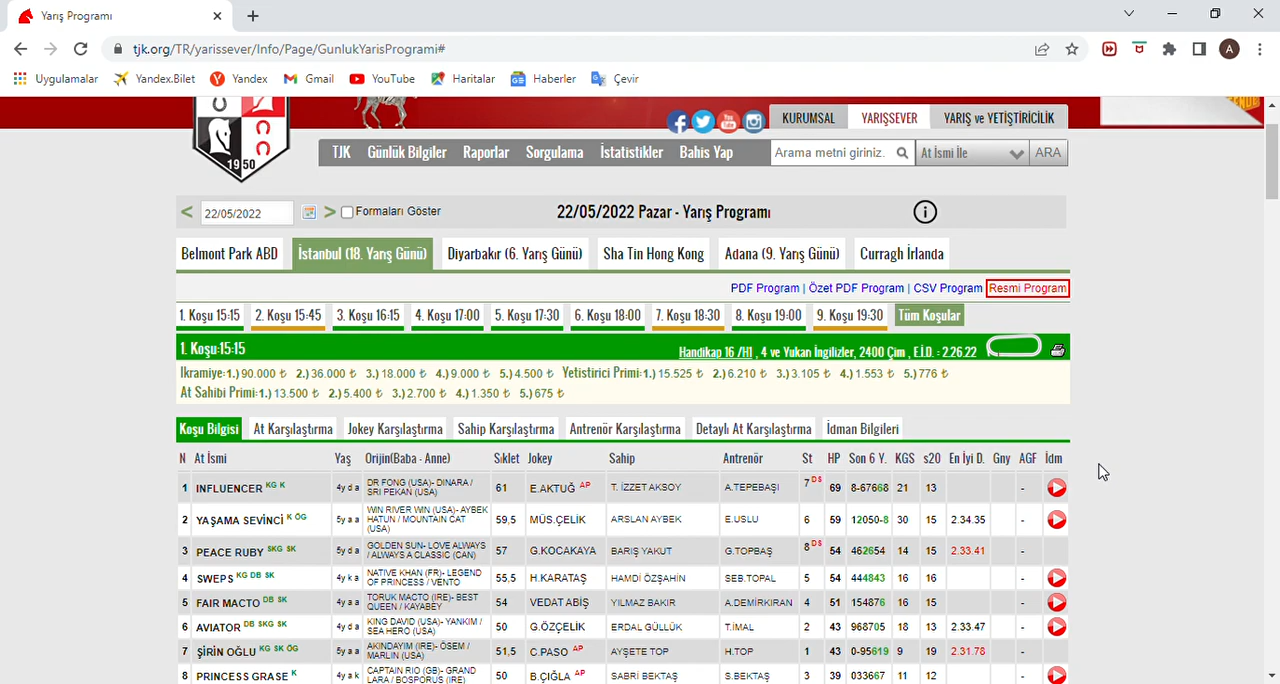 Yarış Programı
tjk.org/TR/yarissever/Info/Page/GunlukYarisProgrami#
A
Uygulamalar Yandex.Bilet Yandex Gmail YouTube Haritalar Haberler Çevir
1950
KURUMSAL YARIŞSEVER YARIŞ ve YETİŞTİRİCİLİK
TJK Günlük Bilgiler Raporlar Sorgulama İstatistikler Bahis Yap Arama metni giriniz. At İsmi İle ARA
< 22/05/2022 > Formaları Göster 22/05/2022 Pazar - Yarış Programı
Belmont Park ABD İstanbul (18. Yarış Günü) Diyarbakır (6. Yarış Günü) Sha Tin Hong Kong Adana (9. Yarış Günü) Curragh İrlanda
PDF Program | Özet PDF Program | CSV Program Resmi Program
1. Koşu 15:15 2. Koşu 15:45 3. Koşu 16:15 4. Koşu 17:00 5. Koşu 17:30 6. Koşu 18:00 7. Koşu 18:30 8. Koşu 19:00 9. Koşu 19:30 Tüm Koşular
1. Koşu:15:15 Handikap 16 /H1 , 4 ve Yukarı İngilizler, 2400 Çim , E.İ.D. : 2.26.22
İkramiye:1.) 90.000 ₺ 2.) 36.000 ₺ 3.) 18.000 ₺ 4.) 9.000 ₺ 5.) 4.500 ₺ Yetiştirici Primi:1.) 15.525 ₺ 2.) 6.210 ₺ 3.) 3.105 ₺ 4.) 1.553 ₺ 5.) 776 ₺
At Sahibi Primi:1.) 13.500 ₺ 2.) 5.400 ₺ 3.) 2.700 ₺ 4.) 1.350 ₺ 5.) 675 ₺
Koşu Bilgisi At Karşılaştırma Jokey Karşılaştırma Sahip Karşılaştırma Antrenör Karşılaştırma Detaylı At Karşılaştırma İdman Bilgileri
N At İsmi Yaş Orijin(Baba - Anne) Sıklet Jokey Sahip Antrenör St HP Son 6 Y. KGS s20 En İyi D. Gny AGF İdm
1 INFLUENCER KG K 4y d a DR FONG (USA)- DINARA / SRI PEKAN (USA) 61 E.AKTUĞ AP T. İZZET AKSOY A.TEPEBAŞI 7 DS 69 8-67668 21 13 -
2 YAŞAMA SEVİNCİ K ÖG 5y a a WIN RIVER WIN (USA)- AYBEK HATUN / MOUNTAIN CAT (USA) 59,5 MÜS.ÇELİK ARSLAN AYBEK E.USLU 6 59 12050-8 30 15 2.34.35 -
3 PEACE RUBY SKG SK 5y d a GOLDEN SUN- LOVE ALWAYS / ALWAYS A CLASSIC (CAN) 57 G.KOCAKAYA BARIŞ YAKUT G.TOPBAŞ 8 DS 54 462654 14 15 2.33.41 -
4 SWEPS KG DB SK 4y k a NATIVE KHAN (FR)- LEGEND OF PRINCESS / VENTO 55,5 H.KARATAŞ HAMDİ ÖZŞAHİN SEB.TOPAL 5 54 444843 16 16 -
5 FAIR MACTO DB SK 4y a a TORUK MACTO (IRE)- BEST QUEEN / KAYABEY 54 VEDAT ABİŞ YILMAZ BAKIR A.DEMİRKIRAN 4 51 154876 16 15 -
6 AVIATOR DB SKG SK 4y d a KING DAVID (USA)- YANKIM / SEA HERO (USA) 50 G.ÖZÇELİK ERDAL GÜLLÜK T.İMAL 2 43 968705 18 13 2.33.47 -
7 ŞİRİN OĞLU KG SK ÖG 5y a a AKINDAYIM (IRE)- ÖSEM / MARLIN (USA) 51,5 C.PASO AP AYŞETE TOP H.TOP 1 43 0-95619 9 19 2.31.78 -
8 PRINCESS GRASE K 4y a k CAPTAIN RIO (GB)- GRAND LARA / BOSPORUS (IRE) 50 B.ÇIĞLA AP SABRİ BEKTAŞ S.BEKTAŞ 3 39 033667 11 12 -